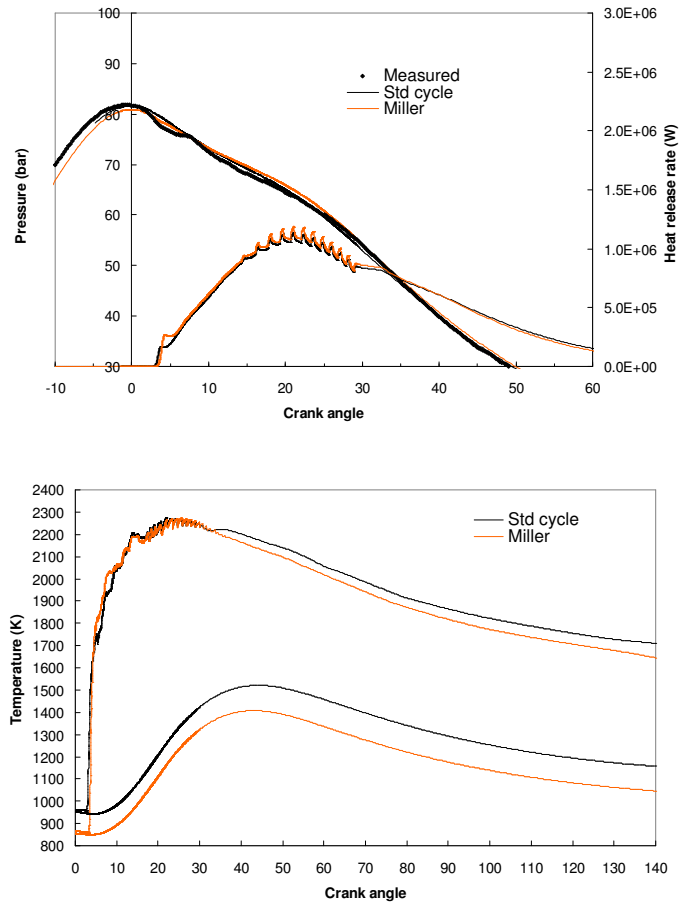 100
90
80
70
60
50
40
30
Pressure (bar)
-10
0
10
20
30
40
50
60
Crank angle
3.0E+06
2.5E+06
2.0E+06
1.5E+06
1.0E+06
5.0E+05
0.0E+00
Heat release rate (W)
Measured
Std cycle
Miller
2400
2300
2200
2100
2000
1900
1800
1700
1600
1500
1400
1300
1200
1100
1000
900
800
Temperature (K)
0
10
20
30
40
50
60
70
80
90
100
110
120
130
140
Crank angle
Std cycle
Miller